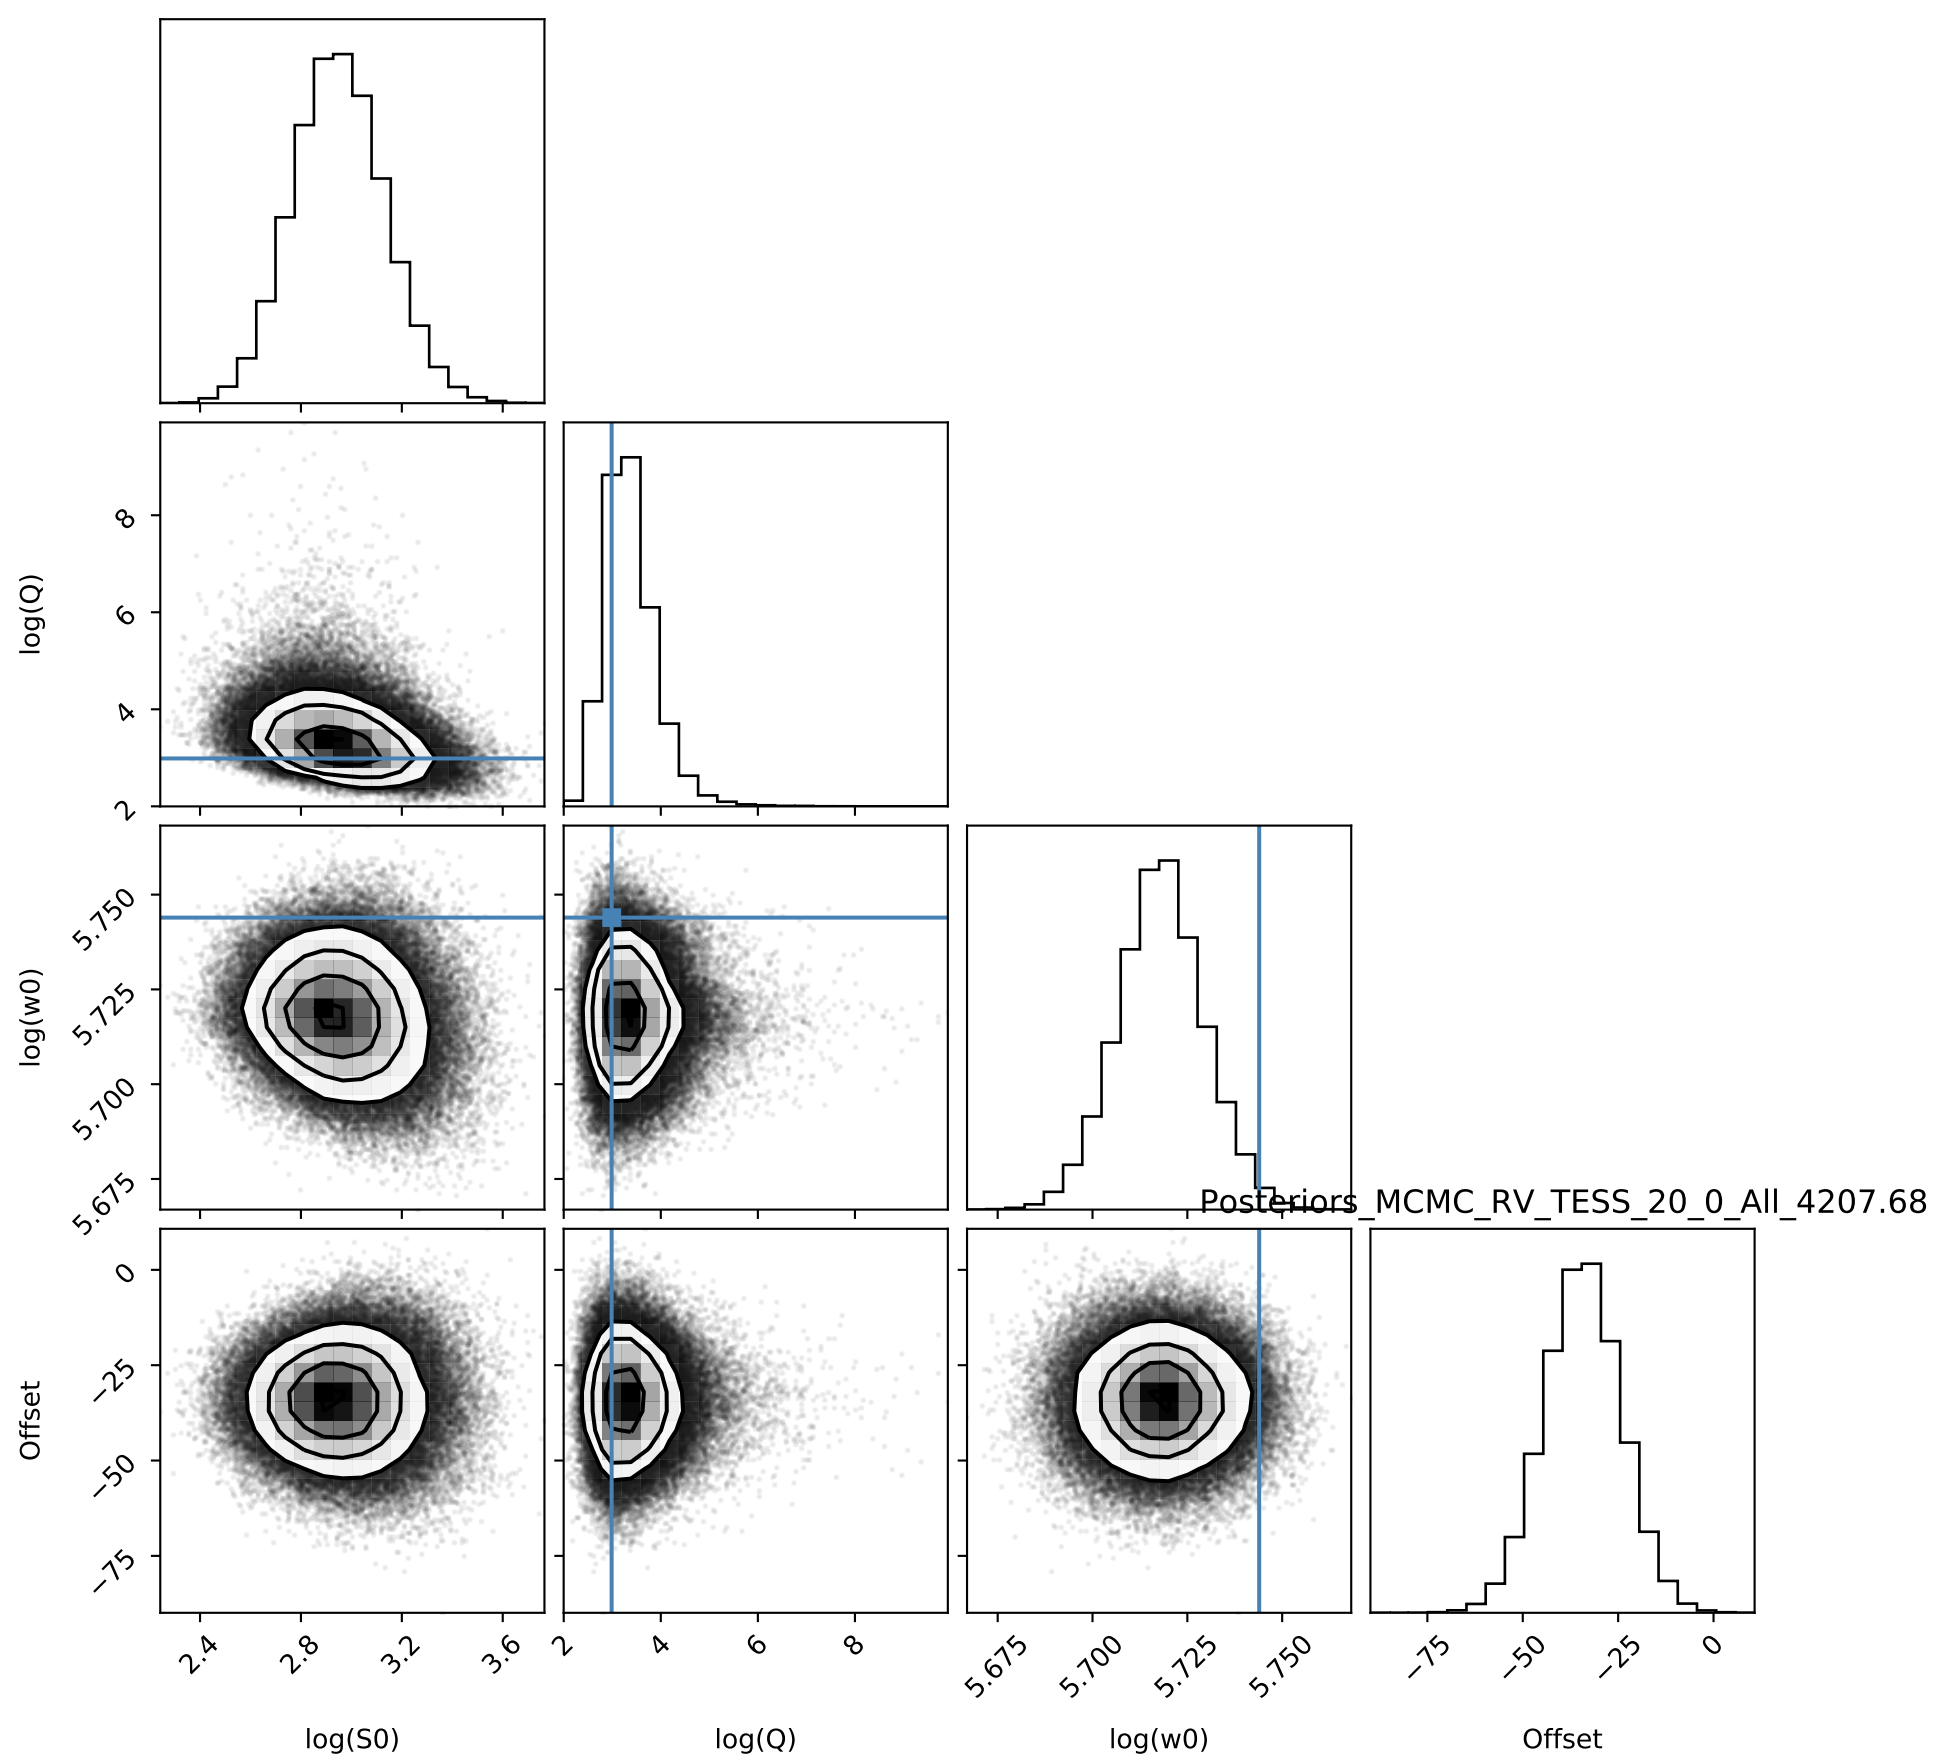 8
6
4
2
log(Q)
5.750
5.725
5.700
5.675
log(w0)
Posteriors_MCMC_RV_TESS_20_0_All_4207.68
0
−25
−50
−75
Offset
2.4 2.8 3.2 3.6 2 4 6 8 5.675 5.700 5.725 5.750 −75 −50 −25 0
log(S0) log(Q) log(w0) Offset